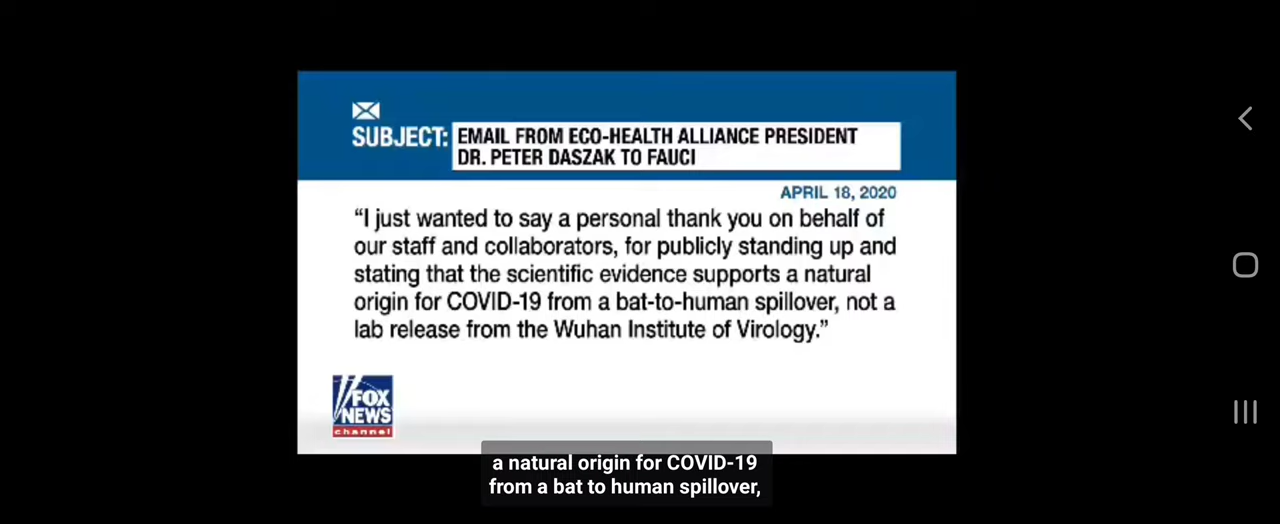 SUBJECT: EMAIL FROM ECO-HEALTH ALLIANCE PRESIDENT
DR. PETER DASZAK TO FAUCI
APRIL 18, 2020
“I just wanted to say a personal thank you on behalf of
our staff and collaborators, for publicly standing up and
stating that the scientific evidence supports a natural
origin for COVID-19 from a bat-to-human spillover, not a
lab release from the Wuhan Institute of Virology.”
FOX
NEWS
channel
a natural origin for COVID-19
from a bat to human spillover,